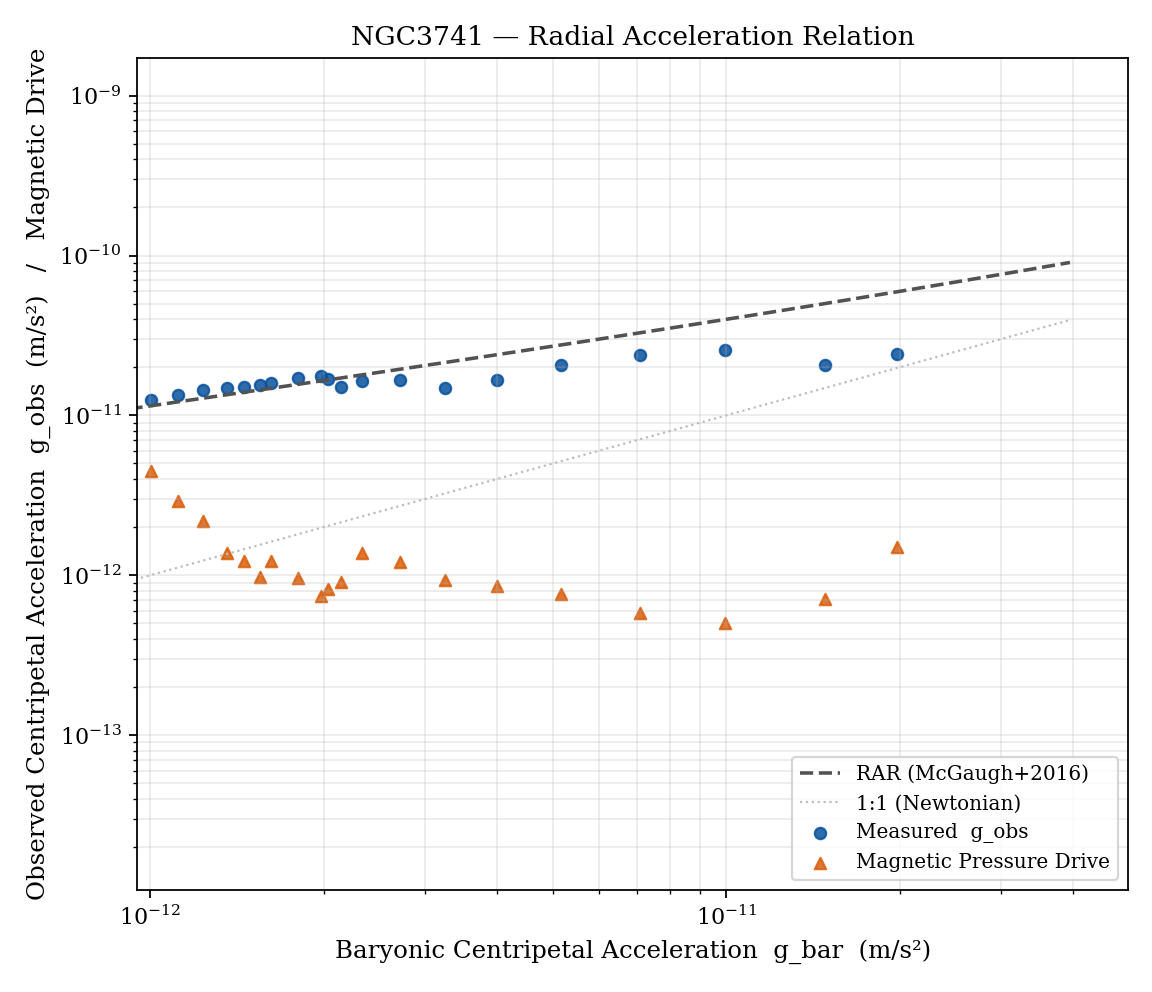 NGC3741 — Radial Acceleration Relation
Observed Centripetal Acceleration g_obs (m/s²) / Magnetic Drive
10⁻⁹
10⁻¹⁰
10⁻¹¹
10⁻¹²
10⁻¹³
RAR (McGaugh+2016)
1:1 (Newtonian)
Measured g_obs
Magnetic Pressure Drive
10⁻¹² 10⁻¹¹
Baryonic Centripetal Acceleration g_bar (m/s²)